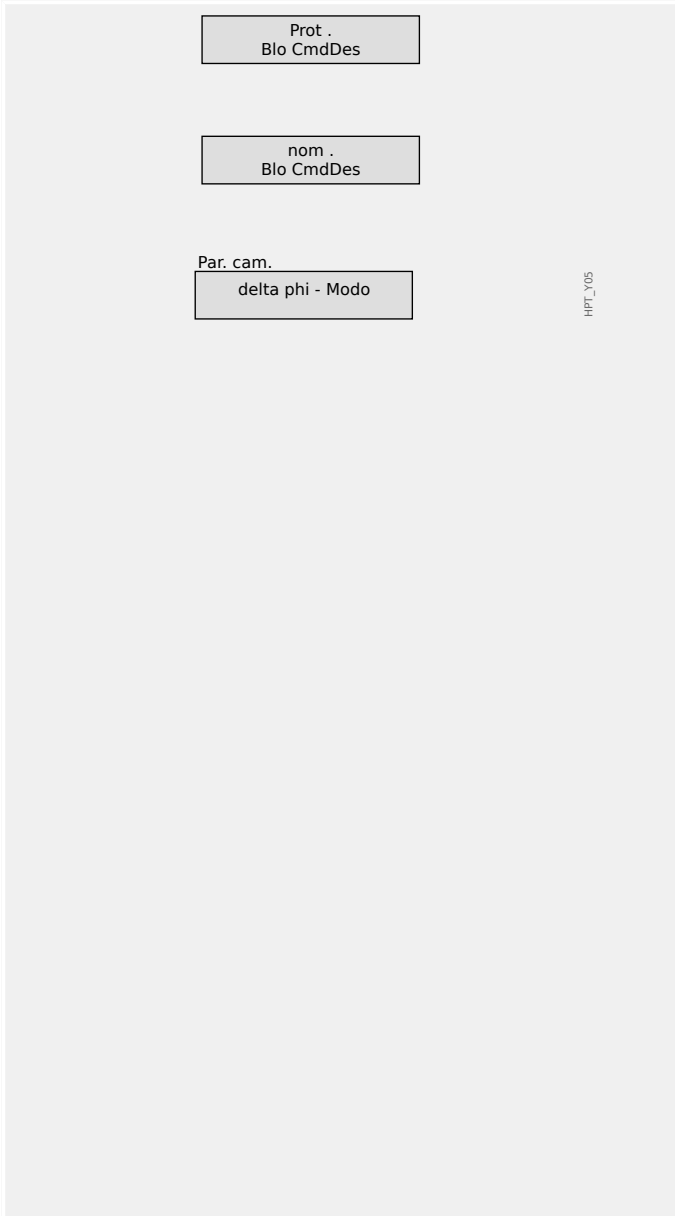 Prot .
Blo CmdDes
nom .
Blo CmdDes
Par. cam.
delta phi - Modo
HPT_Y05